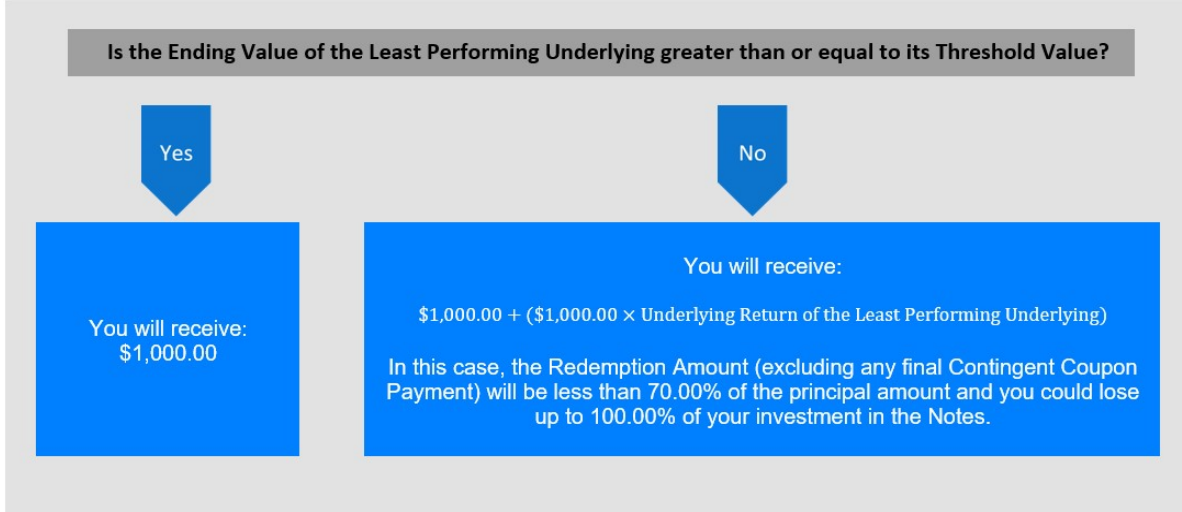 Is the Ending Value of the Least Performing Underlying greater than or equal to its Threshold Value?
Yes
No
You will receive:
$1,000.00
You will receive:
$1,000.00 + ($1,000.00 × Underlying Return of the Least Performing Underlying)
In this case, the Redemption Amount (excluding any final Contingent Coupon
Payment) will be less than 70.00% of the principal amount and you could lose
up to 100.00% of your investment in the Notes.